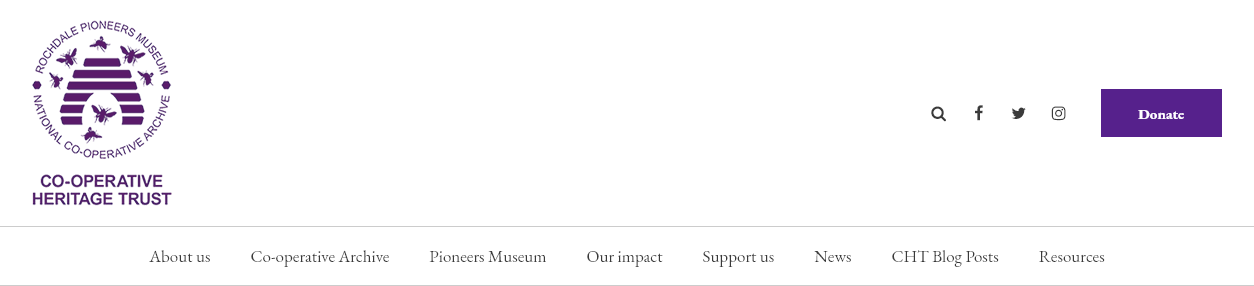 ROCHDALE PIONEERS MUSEUM
NATIONAL CO-OPERATIVE ARCHIVE
CO-OPERATIVE
HERITAGE TRUST
Donate
About us
Co-operative Archive
Pioneers Museum
Our impact
Support us
News
CHT Blog Posts
Resources